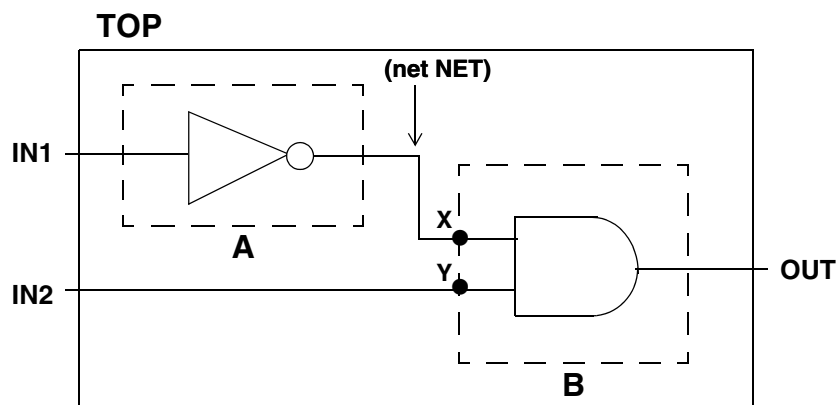 TOP
(net NET)
IN1
A
X
Y
IN2
OUT
B